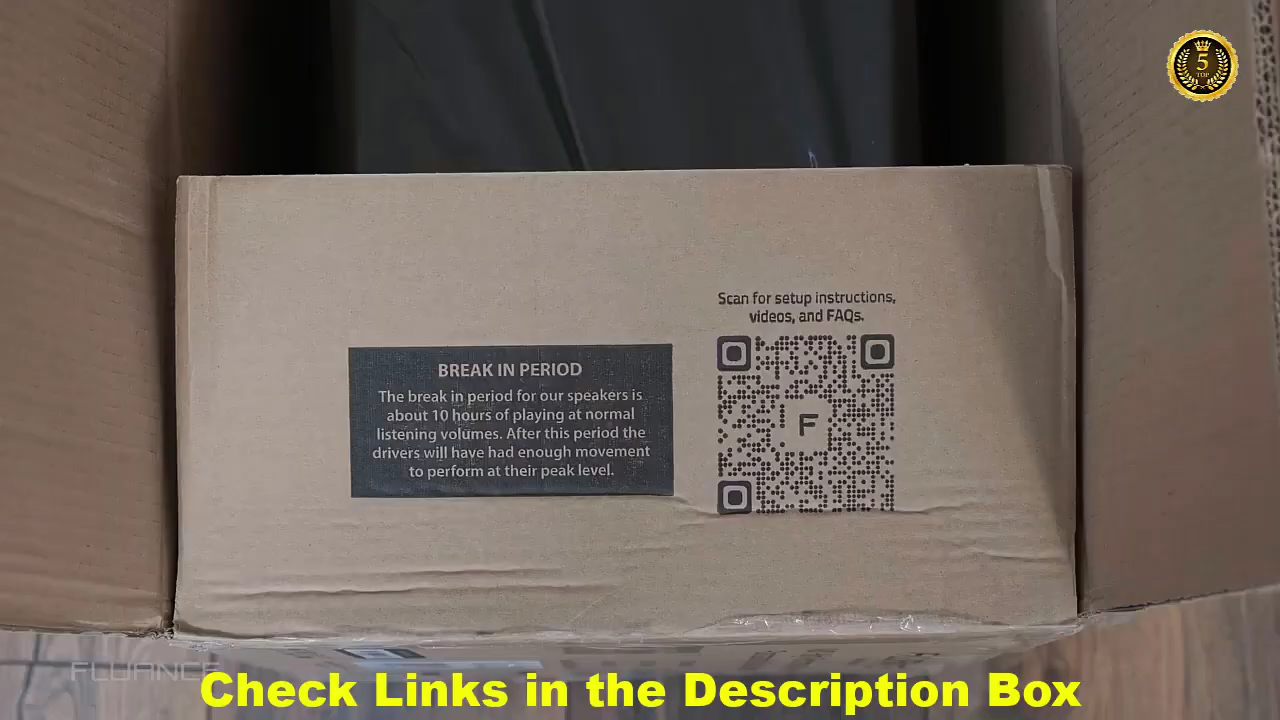 5
TOP
Scan for setup instructions,
videos, and FAQs.
F
BREAK IN PERIOD
The break in period for our speakers is
about 10 hours of playing at normal
listening volumes. After this period the
drivers will have had enough movement
to perform at their peak level.
FLUANCE
Check Links in the Description Box